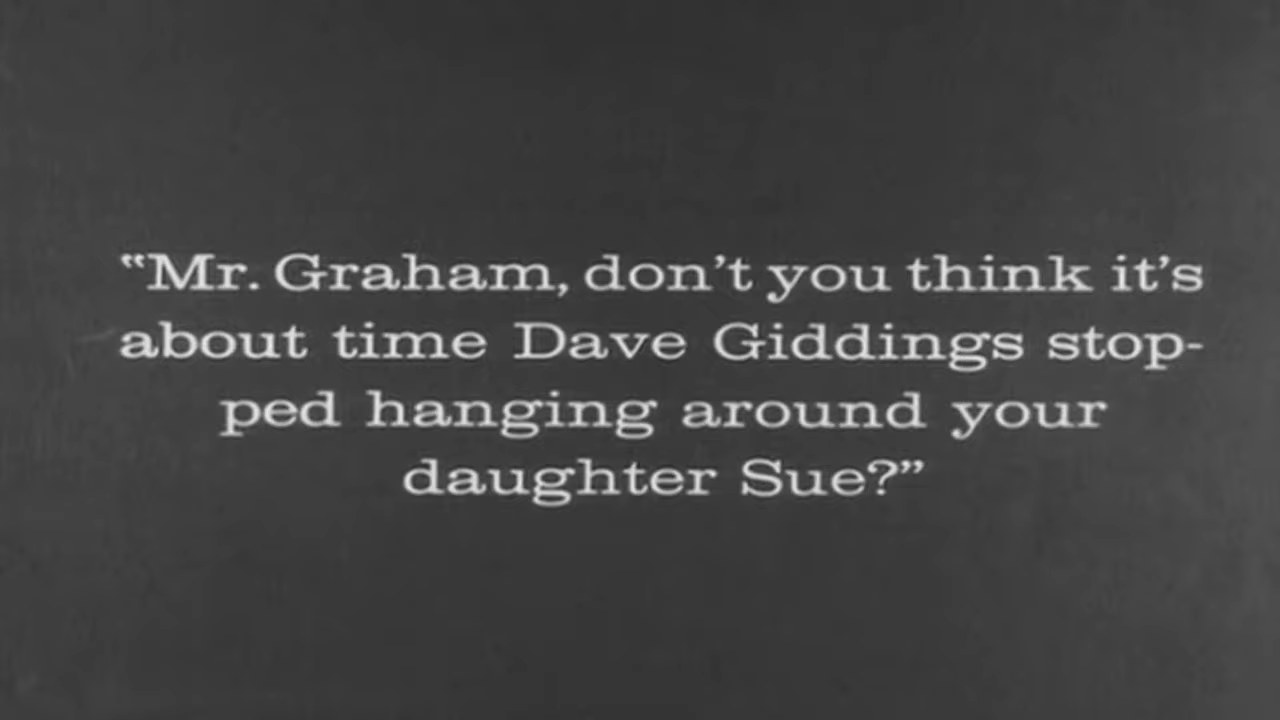 “Mr. Graham, don’t you think it’s
about time Dave Giddings stop-
ped hanging around your
daughter Sue?”